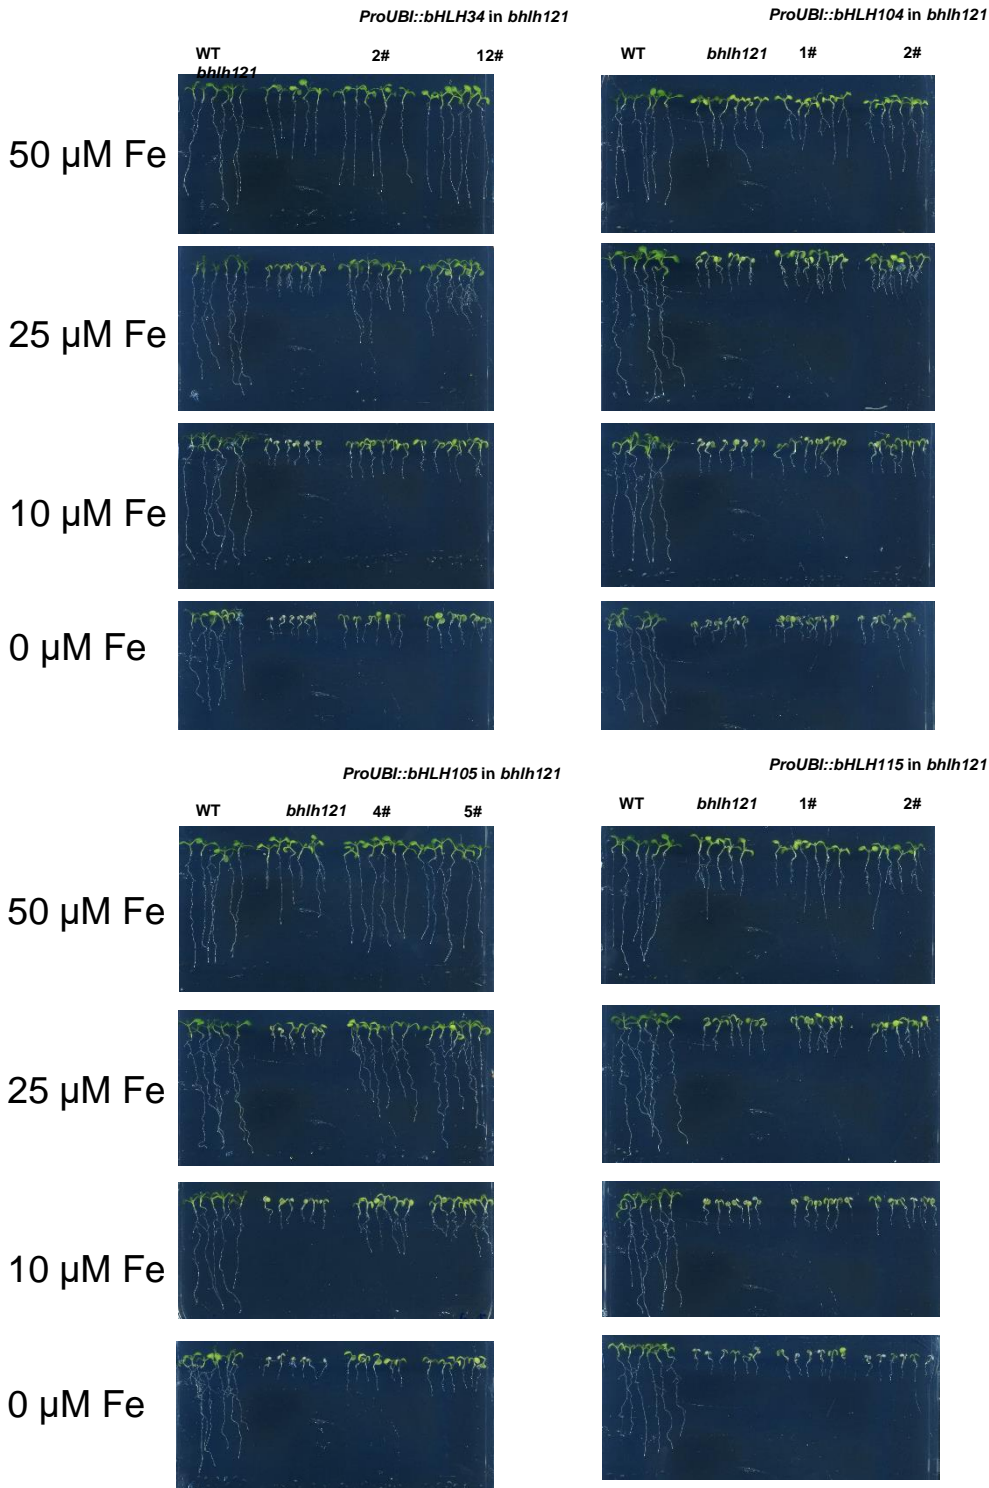 ProUBI::bHLH34 in bhlh121
ProUBI::bHLH104 in bhlh121
WT
bhlh121
2#
12#
WT
bhlh121
1#
2#
50 µM Fe
25 µM Fe
10 µM Fe
0 µM Fe
ProUBI::bHLH105 in bhlh121
ProUBI::bHLH115 in bhlh121
WT
bhlh121
4#
5#
WT
bhlh121
1#
2#
50 µM Fe
25 µM Fe
10 µM Fe
0 µM Fe